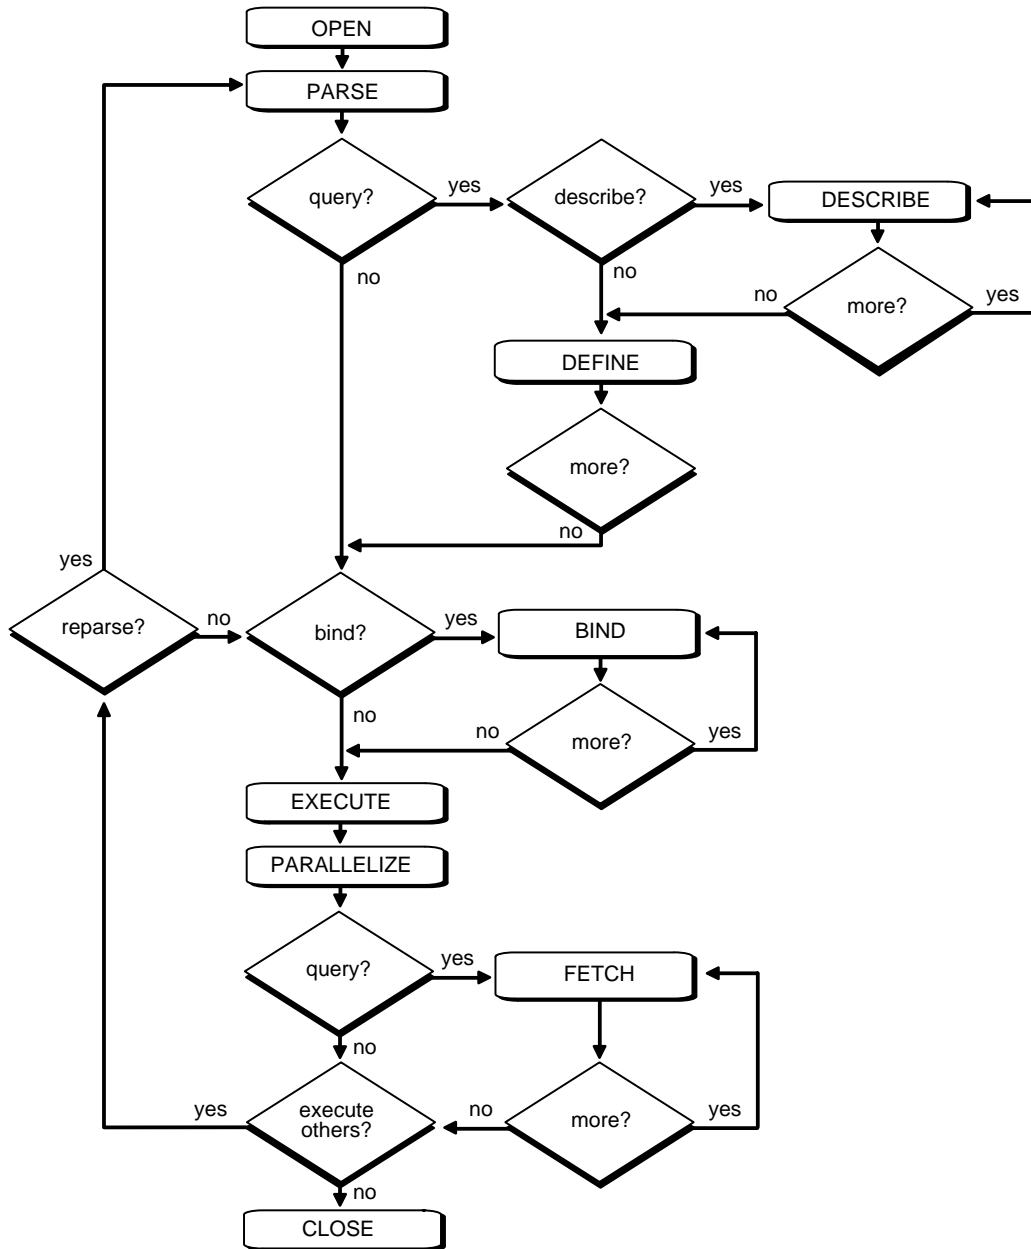 OPEN
PARSE
query?
yes
describe?
yes
DESCRIBE
no
no
no
more?
yes
DEFINE
more?
no
yes
reparse?
no
bind?
yes
BIND
no
no
more?
yes
EXECUTE
PARALLELIZE
query?
yes
FETCH
no
yes
execute
others?
no
more?
yes
no
CLOSE